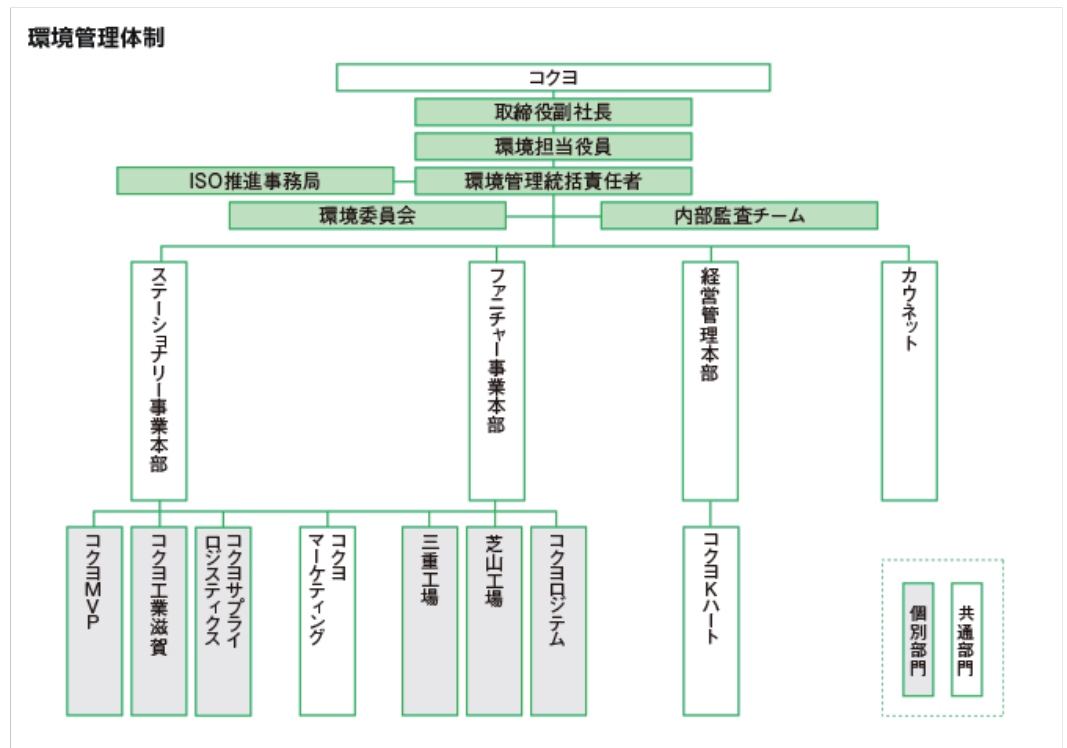 環境管理体制
コクヨ
取締役副社長
環境担当役員
ISO推進事務局
環境管理統括責任者
環境委員会
内部監査チーム
ステーショナリー事業本部
ファニチャー事業本部
経営管理本部
カウネット
コクヨMVP
コクヨ工業滋賀
コクヨサプライ
ロジスティクス
コクヨ
マーケティング
三重工場
芝山工場
コクヨロジテム
コクヨKハート
個別部門
共通部門